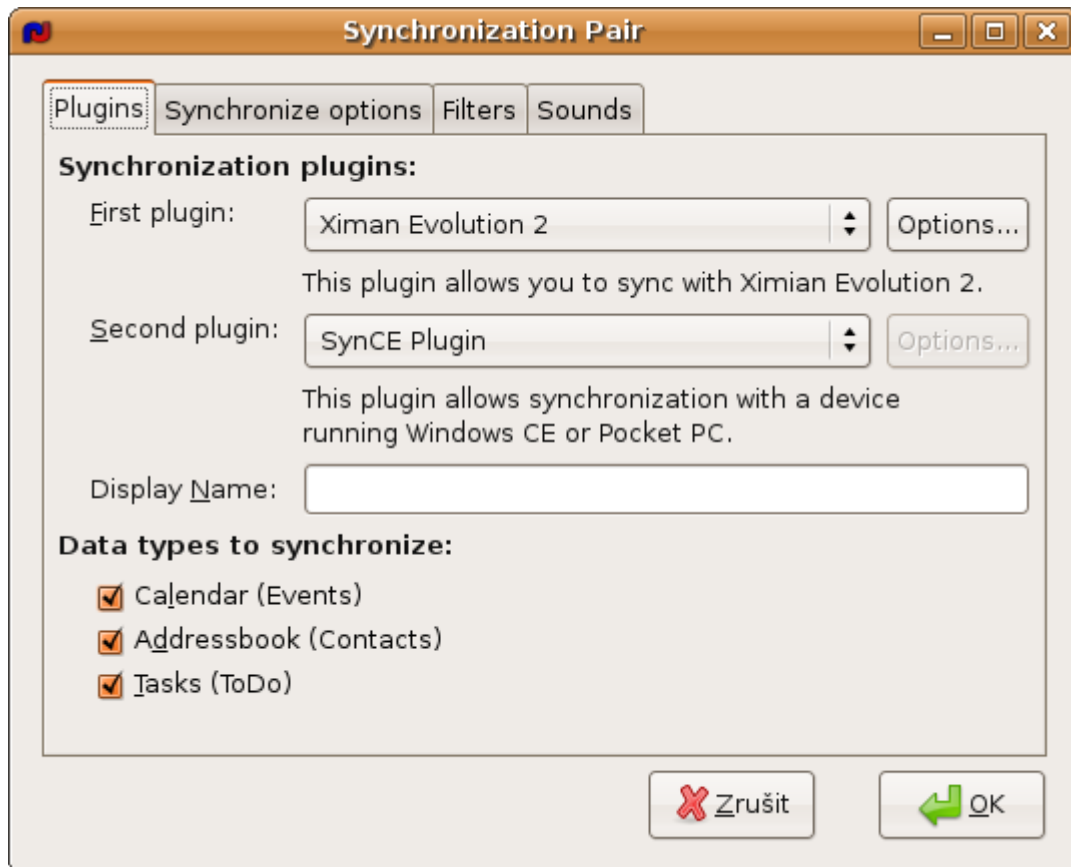 Synchronization Pair
Plugins Synchronize options Filters Sounds
Synchronization plugins:
First plugin: Ximan Evolution 2 Options...
This plugin allows you to sync with Ximian Evolution 2.
Second plugin: SynCE Plugin Options...
This plugin allows synchronization with a device
running Windows CE or Pocket PC.
Display Name:
Data types to synchronize:
Calendar (Events)
Addressbook (Contacts)
Tasks (ToDo)
Zrušit OK